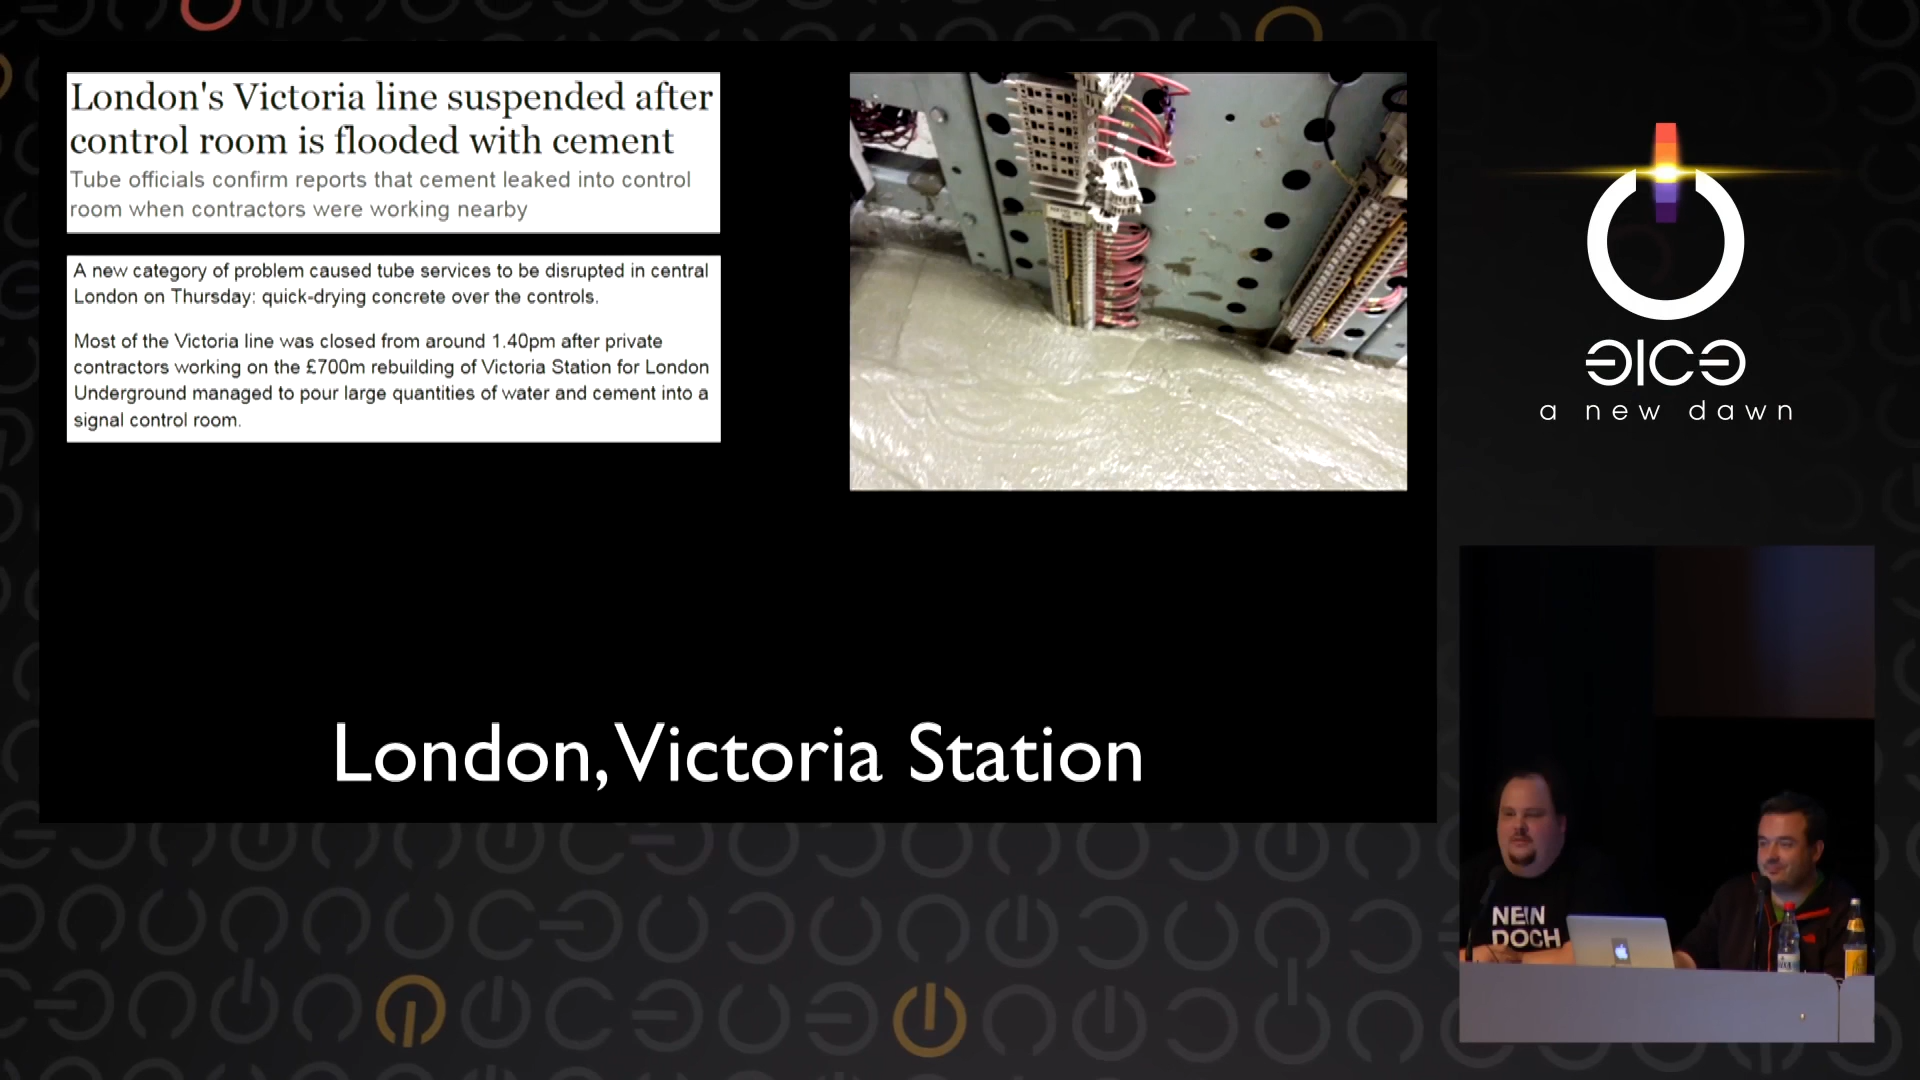 London's Victoria line suspended after
control room is flooded with cement
Tube officials confirm reports that cement leaked into control
room when contractors were working nearby
A new category of problem caused tube services to be disrupted in central
London on Thursday: quick-drying concrete over the controls.
Most of the Victoria line was closed from around 1.40pm after private
contractors working on the £700m rebuilding of Victoria Station for London
Underground managed to pour large quantities of water and cement into a
signal control room.
London, Victoria Station
a new dawn
NEIN
DOCH